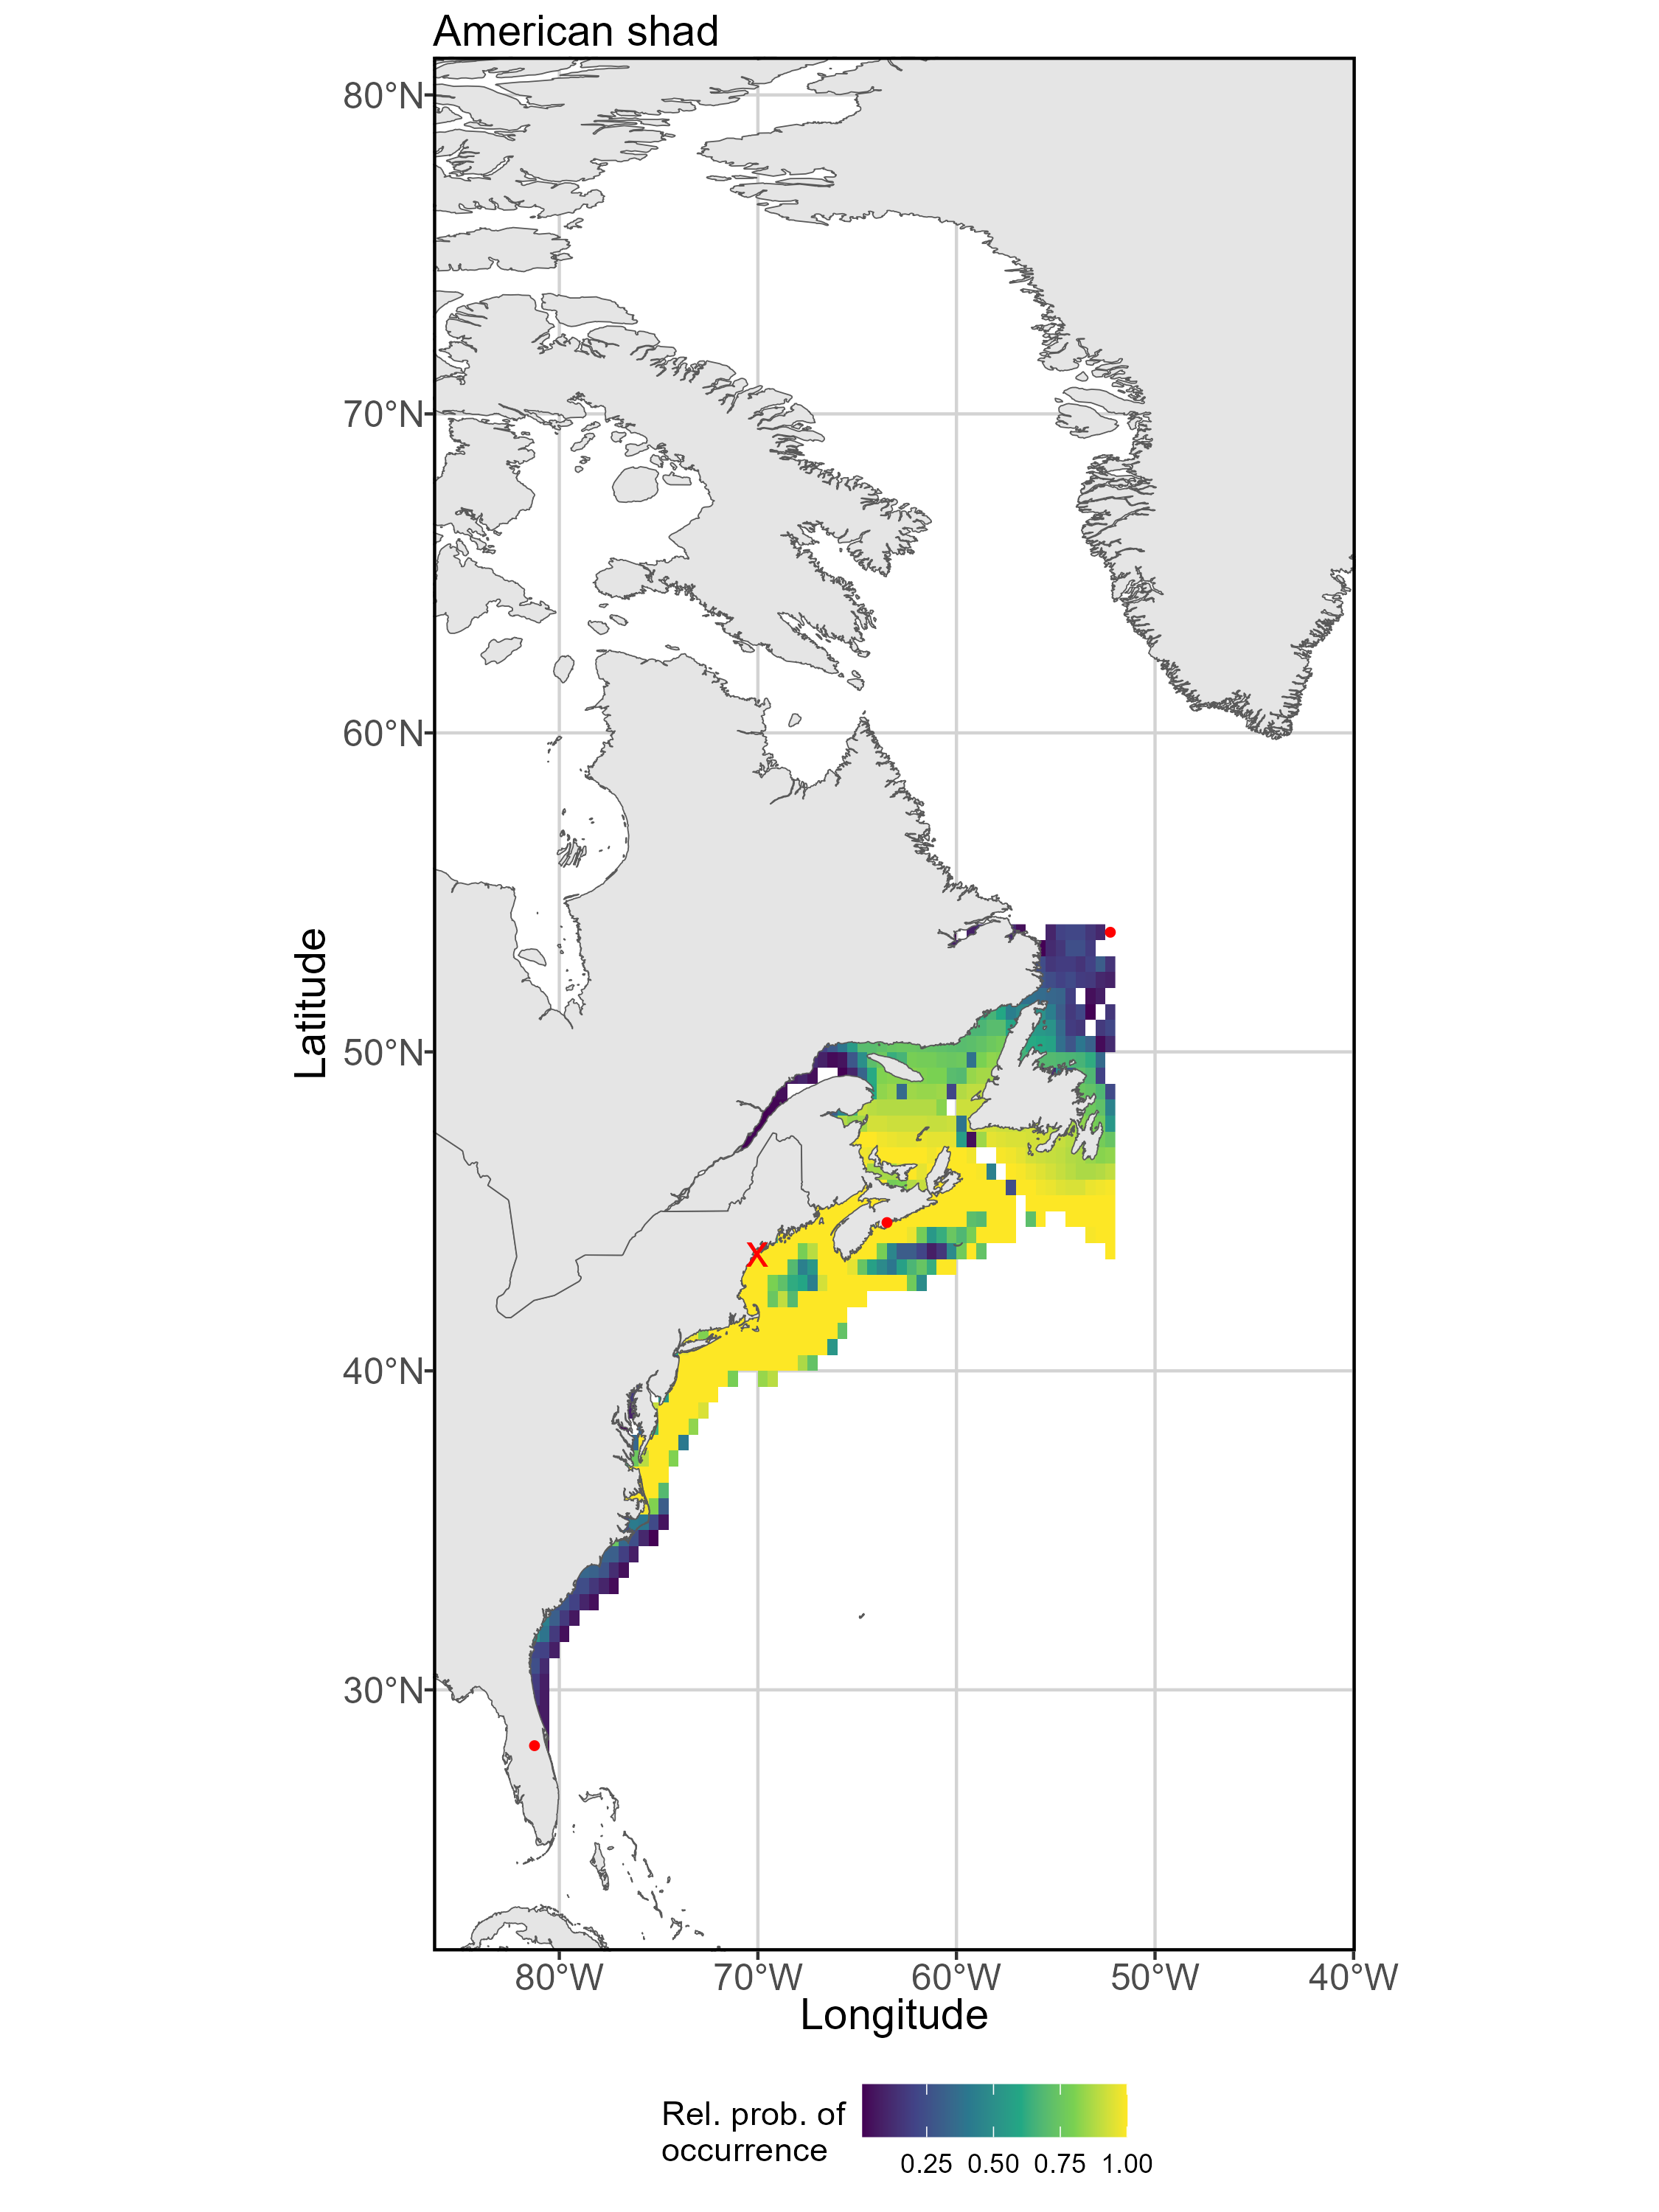 American shad
80°N
70°N
60°N
50°N
40°N
30°N
Latitude
X
80°W 70°W 60°W 50°W 40°W
Longitude
Rel. prob. of
occurrence
0.25 0.50 0.75 1.00